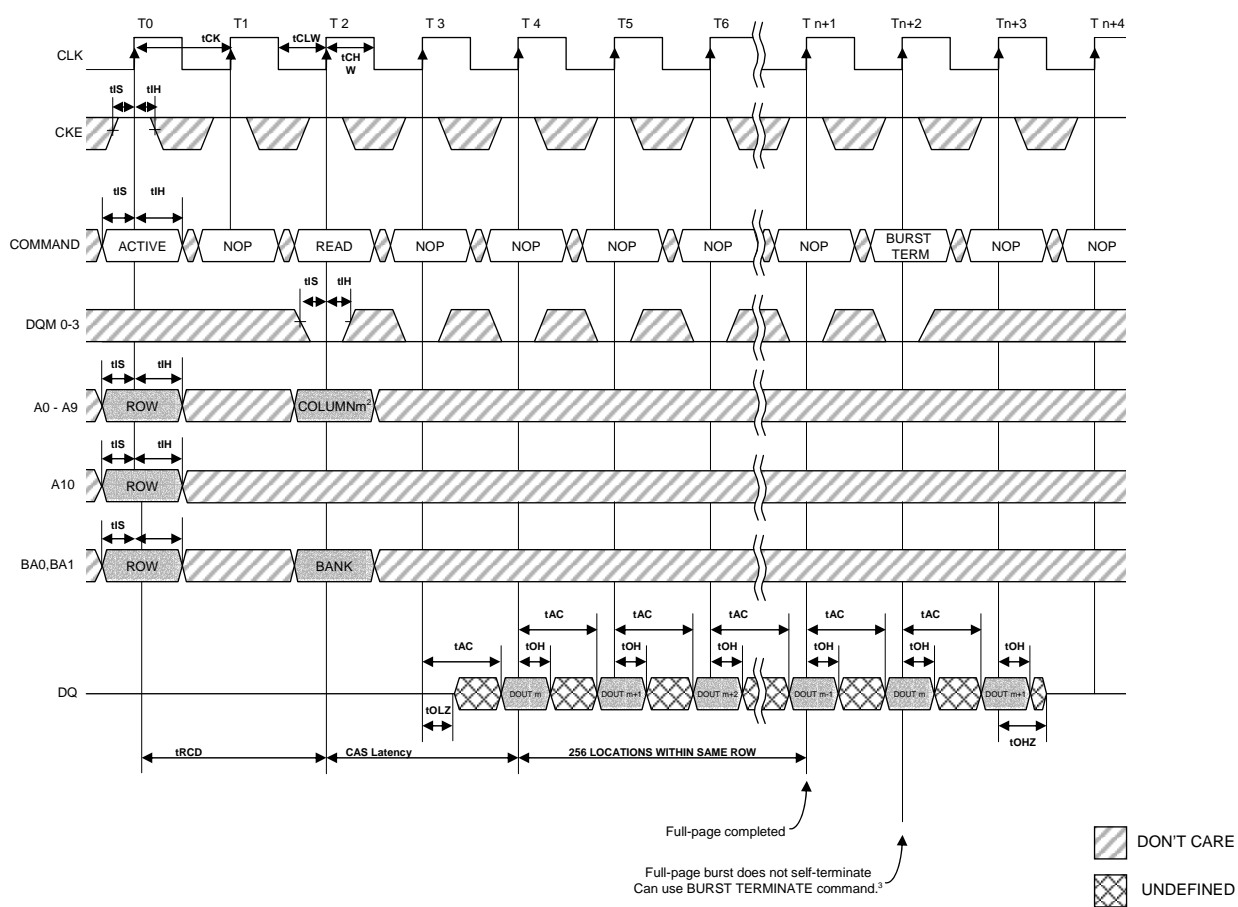 T0 T1 T 2 T 3 T 4 T5 T6 T n+1 Tn+2 Tn+3 T n+4
CLK
tCK tCLW tCH
W
tIS tIH
CKE
tIS tIH
COMMAND ACTIVE NOP READ NOP NOP NOP NOP NOP BURST
TERM NOP NOP
tIS tIH
DQM 0-3
tIS tIH
A0 - A9 ROW COLUMNm²
tIS tIH
A10 ROW
tIS
BA0,BA1 ROW BANK
tAC tAC tAC tAC tAC
tAC tOH tOH tOH tOH tOH tOH
DQ DOUT m DOUT m+1 DOUT m+2 DOUT m-1 DOUT m DOUT m+1
tOLZ tOHZ
tRCD CAS Latency 256 LOCATIONS WITHIN SAME ROW
Full-page completed
Full-page burst does not self-terminate
Can use BURST TERMINATE command.³
DON'T CARE
UNDEFINED